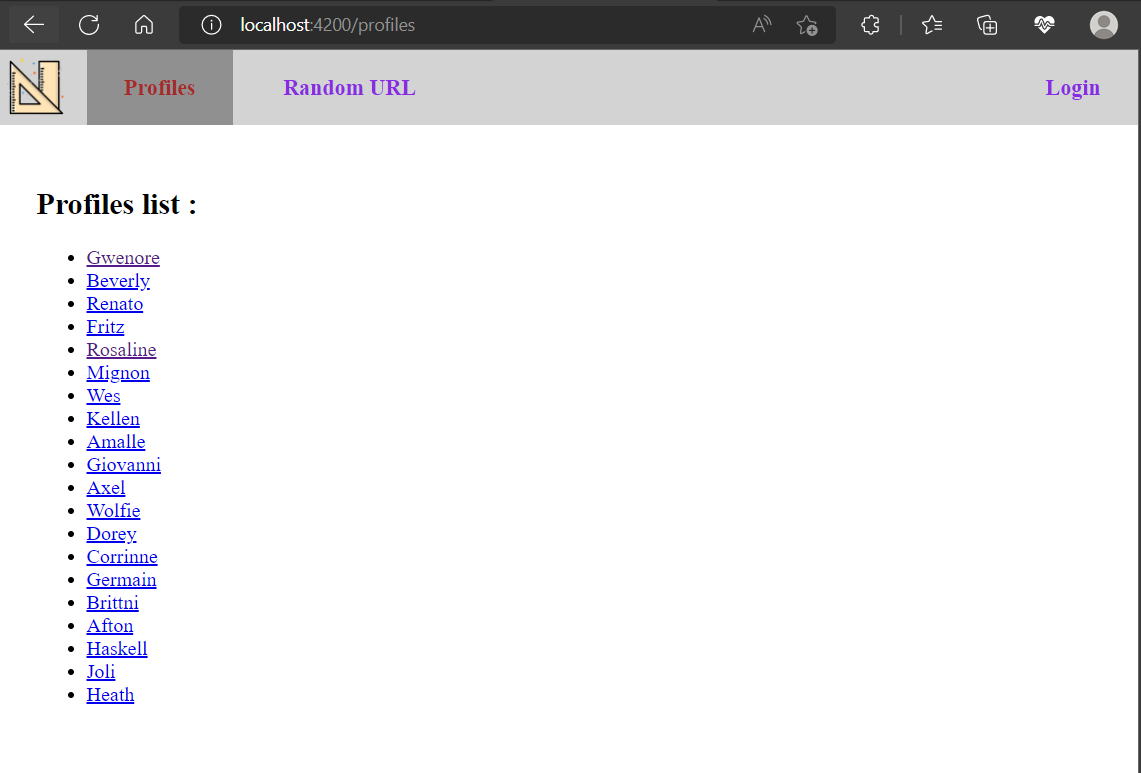 localhost:4200/profiles
Profiles Random URL Login
Profiles list :
Gwenore
Beverly
Renato
Fritz
Rosaline
Mignon
Wes
Kellen
Amalle
Giovanni
Axel
Wolfie
Dorey
Corrinne
Germain
Brittni
Afton
Haskell
Joli
Heath